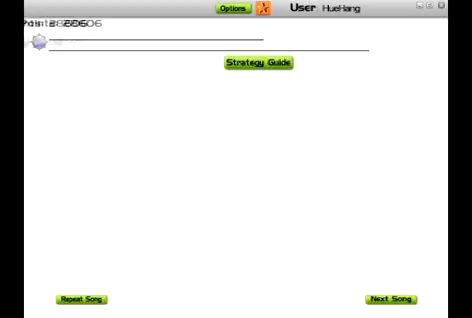 Options User: HueHang
Strategy Guide
Repeat Song Next Song